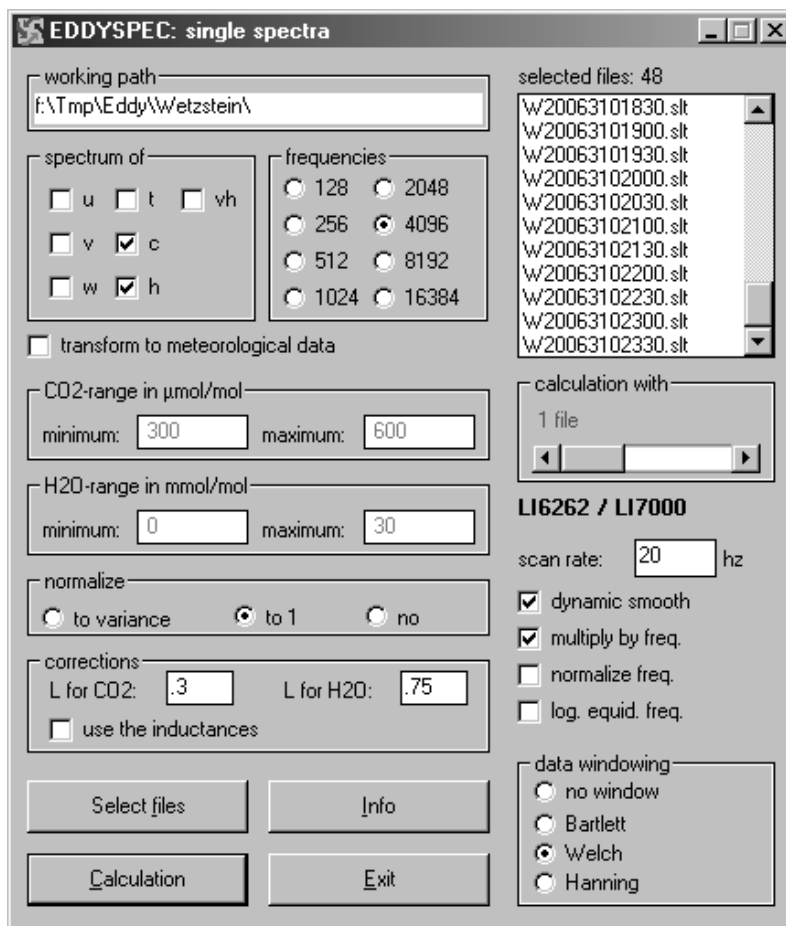 EDDYSPEC: single spectra
working path
f:\Tmp\Eddy\Wetzstein\
spectrum of
u t vh
v c
w h
frequencies
128 2048
256 4096
512 8192
1024 16384
transform to meteorological data
CO2-range in µmol/mol
minimum: 300 maximum: 600
H2O-range in mmol/mol
minimum: 0 maximum: 30
normalize
to variance to 1 no
corrections
L for CO2: .3 L for H2O: .75
use the inductances
Select files Info
Calculation Exit
selected files: 48
W20063101830.slt
W20063101900.slt
W20063101930.slt
W20063102000.slt
W20063102030.slt
W20063102100.slt
W20063102130.slt
W20063102200.slt
W20063102230.slt
W20063102300.slt
W20063102330.slt
calculation with
1 file
LI6262 / LI7000
scan rate: 20 hz
dynamic smooth
multiply by freq.
normalize freq.
log. equid. freq.
data windowing
no window
Bartlett
Welch
Hanning